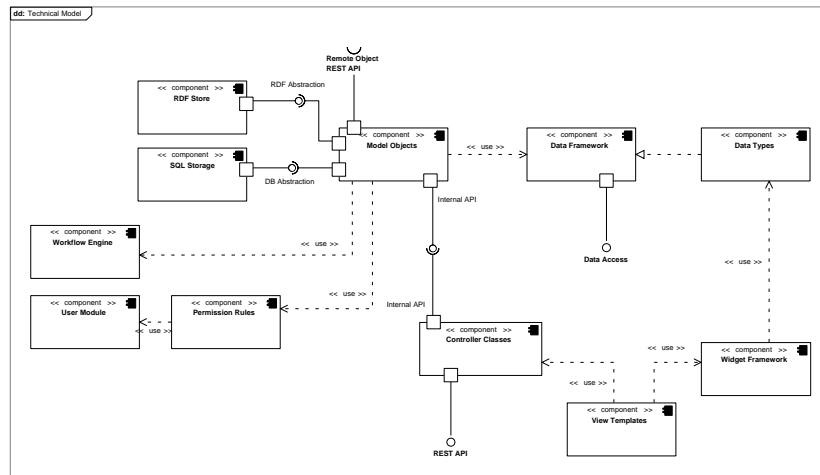 dd: Technical Model
Remote Object
REST API
<< component >>
RDF Store
RDF Abstraction
<< component >>
Model Objects
<< use >>
<< component >>
Data Framework
<< component >>
Data Types
<< component >>
SQL Storage
DB Abstraction
Internal API
<< component >>
Workflow Engine
<< use >>
<< use >>
Data Access
<< use >>
<< component >>
User Module
<< use >>
<< component >>
Permission Rules
Internal API
<< component >>
Controller Classes
<< use >>
<< component >>
Widget Framework
<< use >>
<< component >>
View Templates
REST API